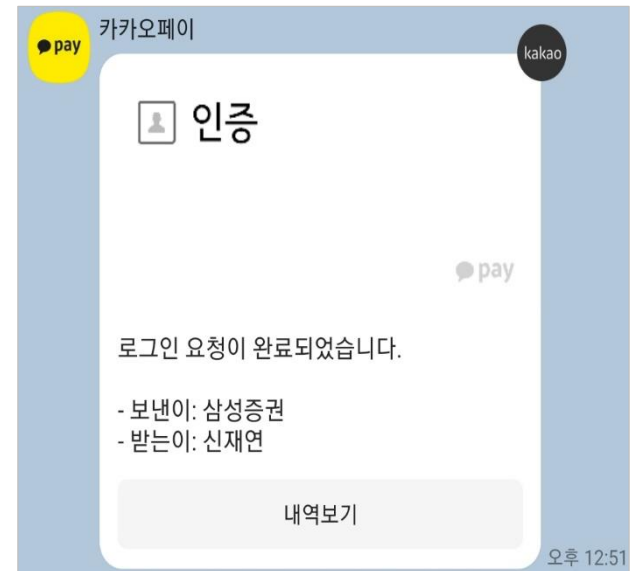 pay
카카오페이
kakao
인증
pay
로그인 요청이 완료되었습니다.
- 보낸이: 삼성증권
- 받는이: 신재연
내역보기
오후 12:51